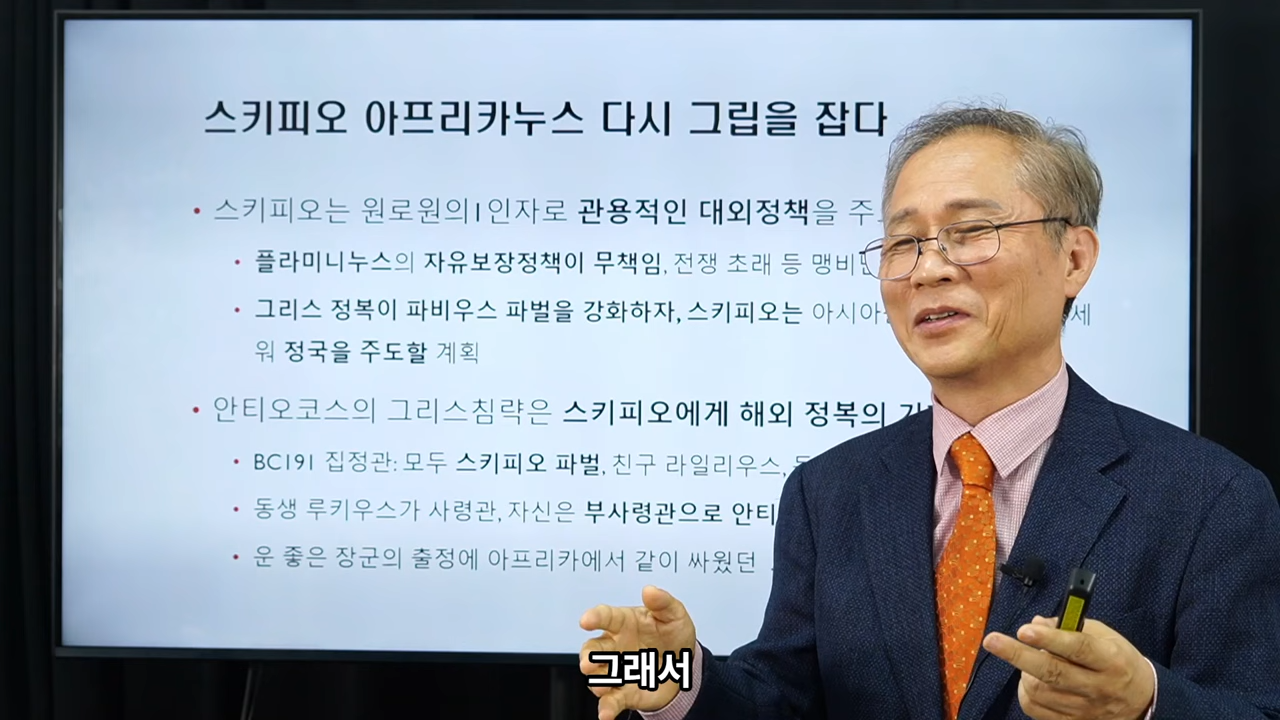 스키피오 아프리카누스 다시 그립을 잡다
• 스키피오는 원로원의 1인자로 관용적인 대외정책을
• 플라미니누스의 자유보장정책이 무책임, 전쟁 초래 등
• 그리스 정복이 파비우스 파벌을 강화하자, 스키피오는 세
워 정국을 주도할 계획
• 안티오코스의 그리스침략은 스키피오에게 해외 정복의
• BC191 집정관: 모두 스키피오 파벌, 친구 라일리우스,
• 동생 루키우스가 사령관, 자신은 부사령관으로
• 운 좋은 장군의 출정에 아프리카에서 같이 싸웠던
그래서